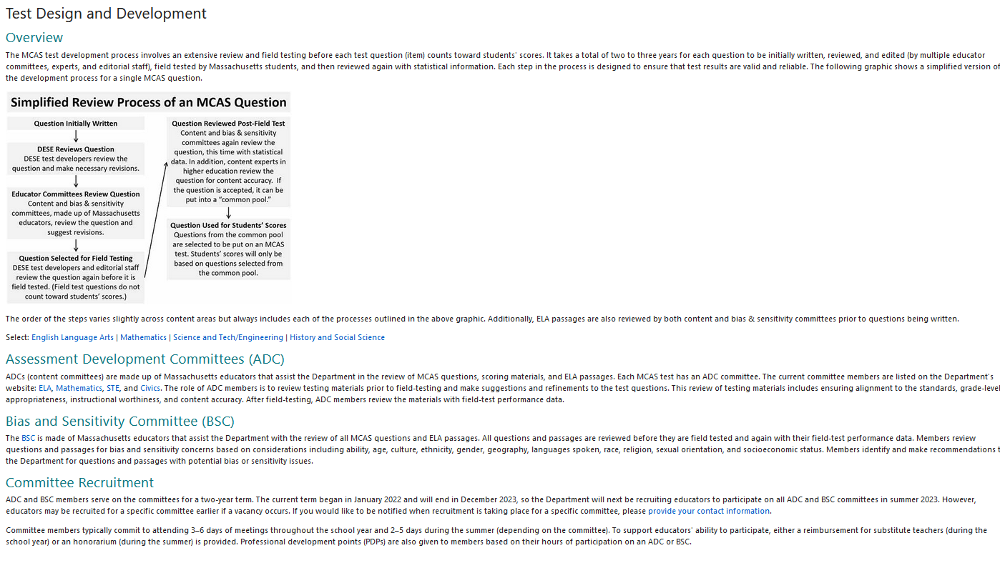 Test Design and Development
Overview
The MCAS test development process involves an extensive review and field testing before each test question (item) counts toward students' scores. It takes a total of two to three years for each question to be initially written, reviewed, and edited (by multiple educator
committees, experts, and editorial staff), field tested by Massachusetts students, and then reviewed again with statistical information. Each step in the process is designed to ensure that test results are valid and reliable. The following graphic shows a simplified version of
the development process for a single MCAS question.
Simplified Review Process of an MCAS Question
Question Initially Written
DESE Reviews Question
DESE test developers review the
question and make necessary revisions.
Educator Committees Review Question
Content and bias & sensitivity
committees, made up of Massachusetts
educators, review the question and
suggest revisions.
Question Selected for Field Testing
DESE test developers and editorial staff
review the question again before it is
field tested. (Field test questions do not
count toward students' scores.)
Question Reviewed Post-Field Test
Content and bias & sensitivity
committees again review the
question, this time with statistical
data. In addition, content experts in
higher education review the
question for content accuracy. If
the question is accepted, it can be
put into a “common pool.”
Question Used for Students' Scores
Questions from the common pool
are selected to be put on an MCAS
test. Students' scores will only be
based on questions selected from
the common pool.
The order of the steps varies slightly across content areas but always includes each of the processes outlined in the above graphic. Additionally, ELA passages are also reviewed by both content and bias & sensitivity committees prior to questions being written.
Select: English Language Arts | Mathematics | Science and Tech/Engineering | History and Social Science
Assessment Development Committees (ADC)
ADCs (content committees) are made up of Massachusetts educators that assist the Department in the review of MCAS questions, scoring materials, and ELA passages. Each MCAS test has an ADC committee. The current committee members are listed on the Department's
website: ELA, Mathematics, STE, and Civics. The role of ADC members is to review testing materials prior to field-testing and make suggestions and refinements to the test questions. This review of testing materials includes ensuring alignment to the standards, grade-level
appropriateness, instructional worthiness, and content accuracy. After field-testing, ADC members review the materials with field-test performance data.
Bias and Sensitivity Committee (BSC)
The BSC is made of Massachusetts educators that assist the Department with the review of all MCAS questions and ELA passages. All questions and passages are reviewed before they are field tested and again with their field-test performance data. Members review
questions and passages for bias and sensitivity concerns based on considerations including ability, age, culture, ethnicity, gender, geography, languages spoken, race, religion, sexual orientation, and socioeconomic status. Members identify and make recommendations
the Department for questions and passages with potential bias or sensitivity issues.
Committee Recruitment
ADC and BSC members serve on the committees for a two-year term. The current term began in January 2022 and will end in December 2023, so the Department will next be recruiting educators to participate on all ADC and BSC committees in summer 2023. However,
educators may be recruited for a specific committee earlier if a vacancy occurs. If you would like to be notified when recruitment is taking place for a specific committee, please provide your contact information.
Committee members typically commit to attending 3–6 days of meetings throughout the school year and 2–5 days during the summer (depending on the committee). To support educators' ability to participate, either a reimbursement for substitute teachers (during the
school year) or an honorarium (during the summer) is provided. Professional development points (PDPs) are also given to members based on their hours of participation on an ADC or BSC.